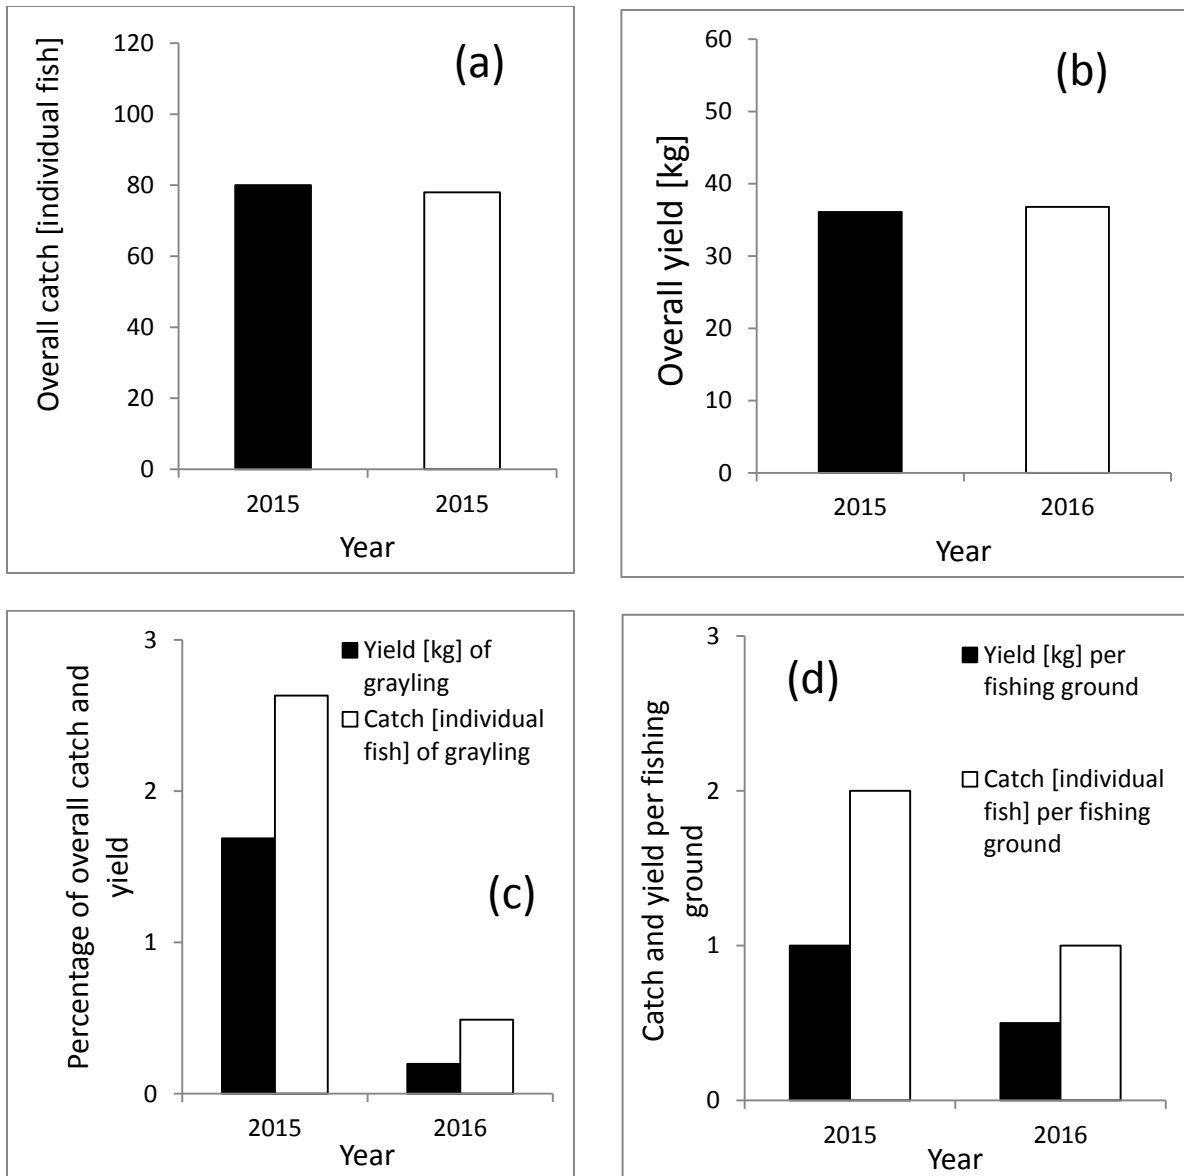 (a)
Overall catch [individual fish]
120
100
80
60
40
20
0
2015
2015
Year
(b)
Overall yield [kg]
60
50
40
30
20
10
0
2015
2016
Year
(c)
Percentage of overall catch and
yield
3
2
1
0
Yield [kg] of
grayling
Catch [individual
fish] of grayling
2015
2016
Year
(d)
Catch and yield per fishing
ground
3
2
1
0
Yield [kg] per
fishing ground
Catch [individual
fish] per fishing
ground
2015
2016
Year